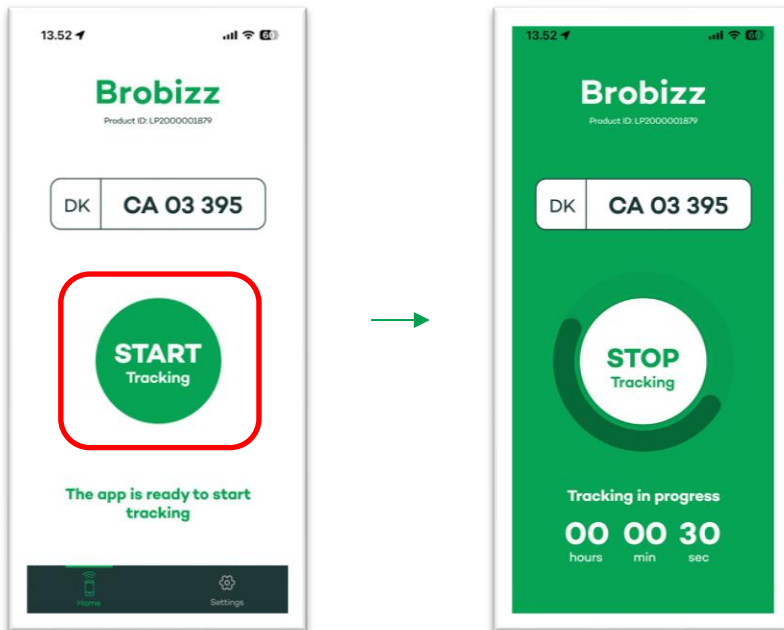 13.52
Brobizz
Product ID: LP2000001879
DK CA 03 395
START
Tracking
The app is ready to start
tracking
Home Settings
13.52
Brobizz
Product ID: LP2000001879
DK CA 03 395
STOP
Tracking
Tracking in progress
00 00 30
hours min sec